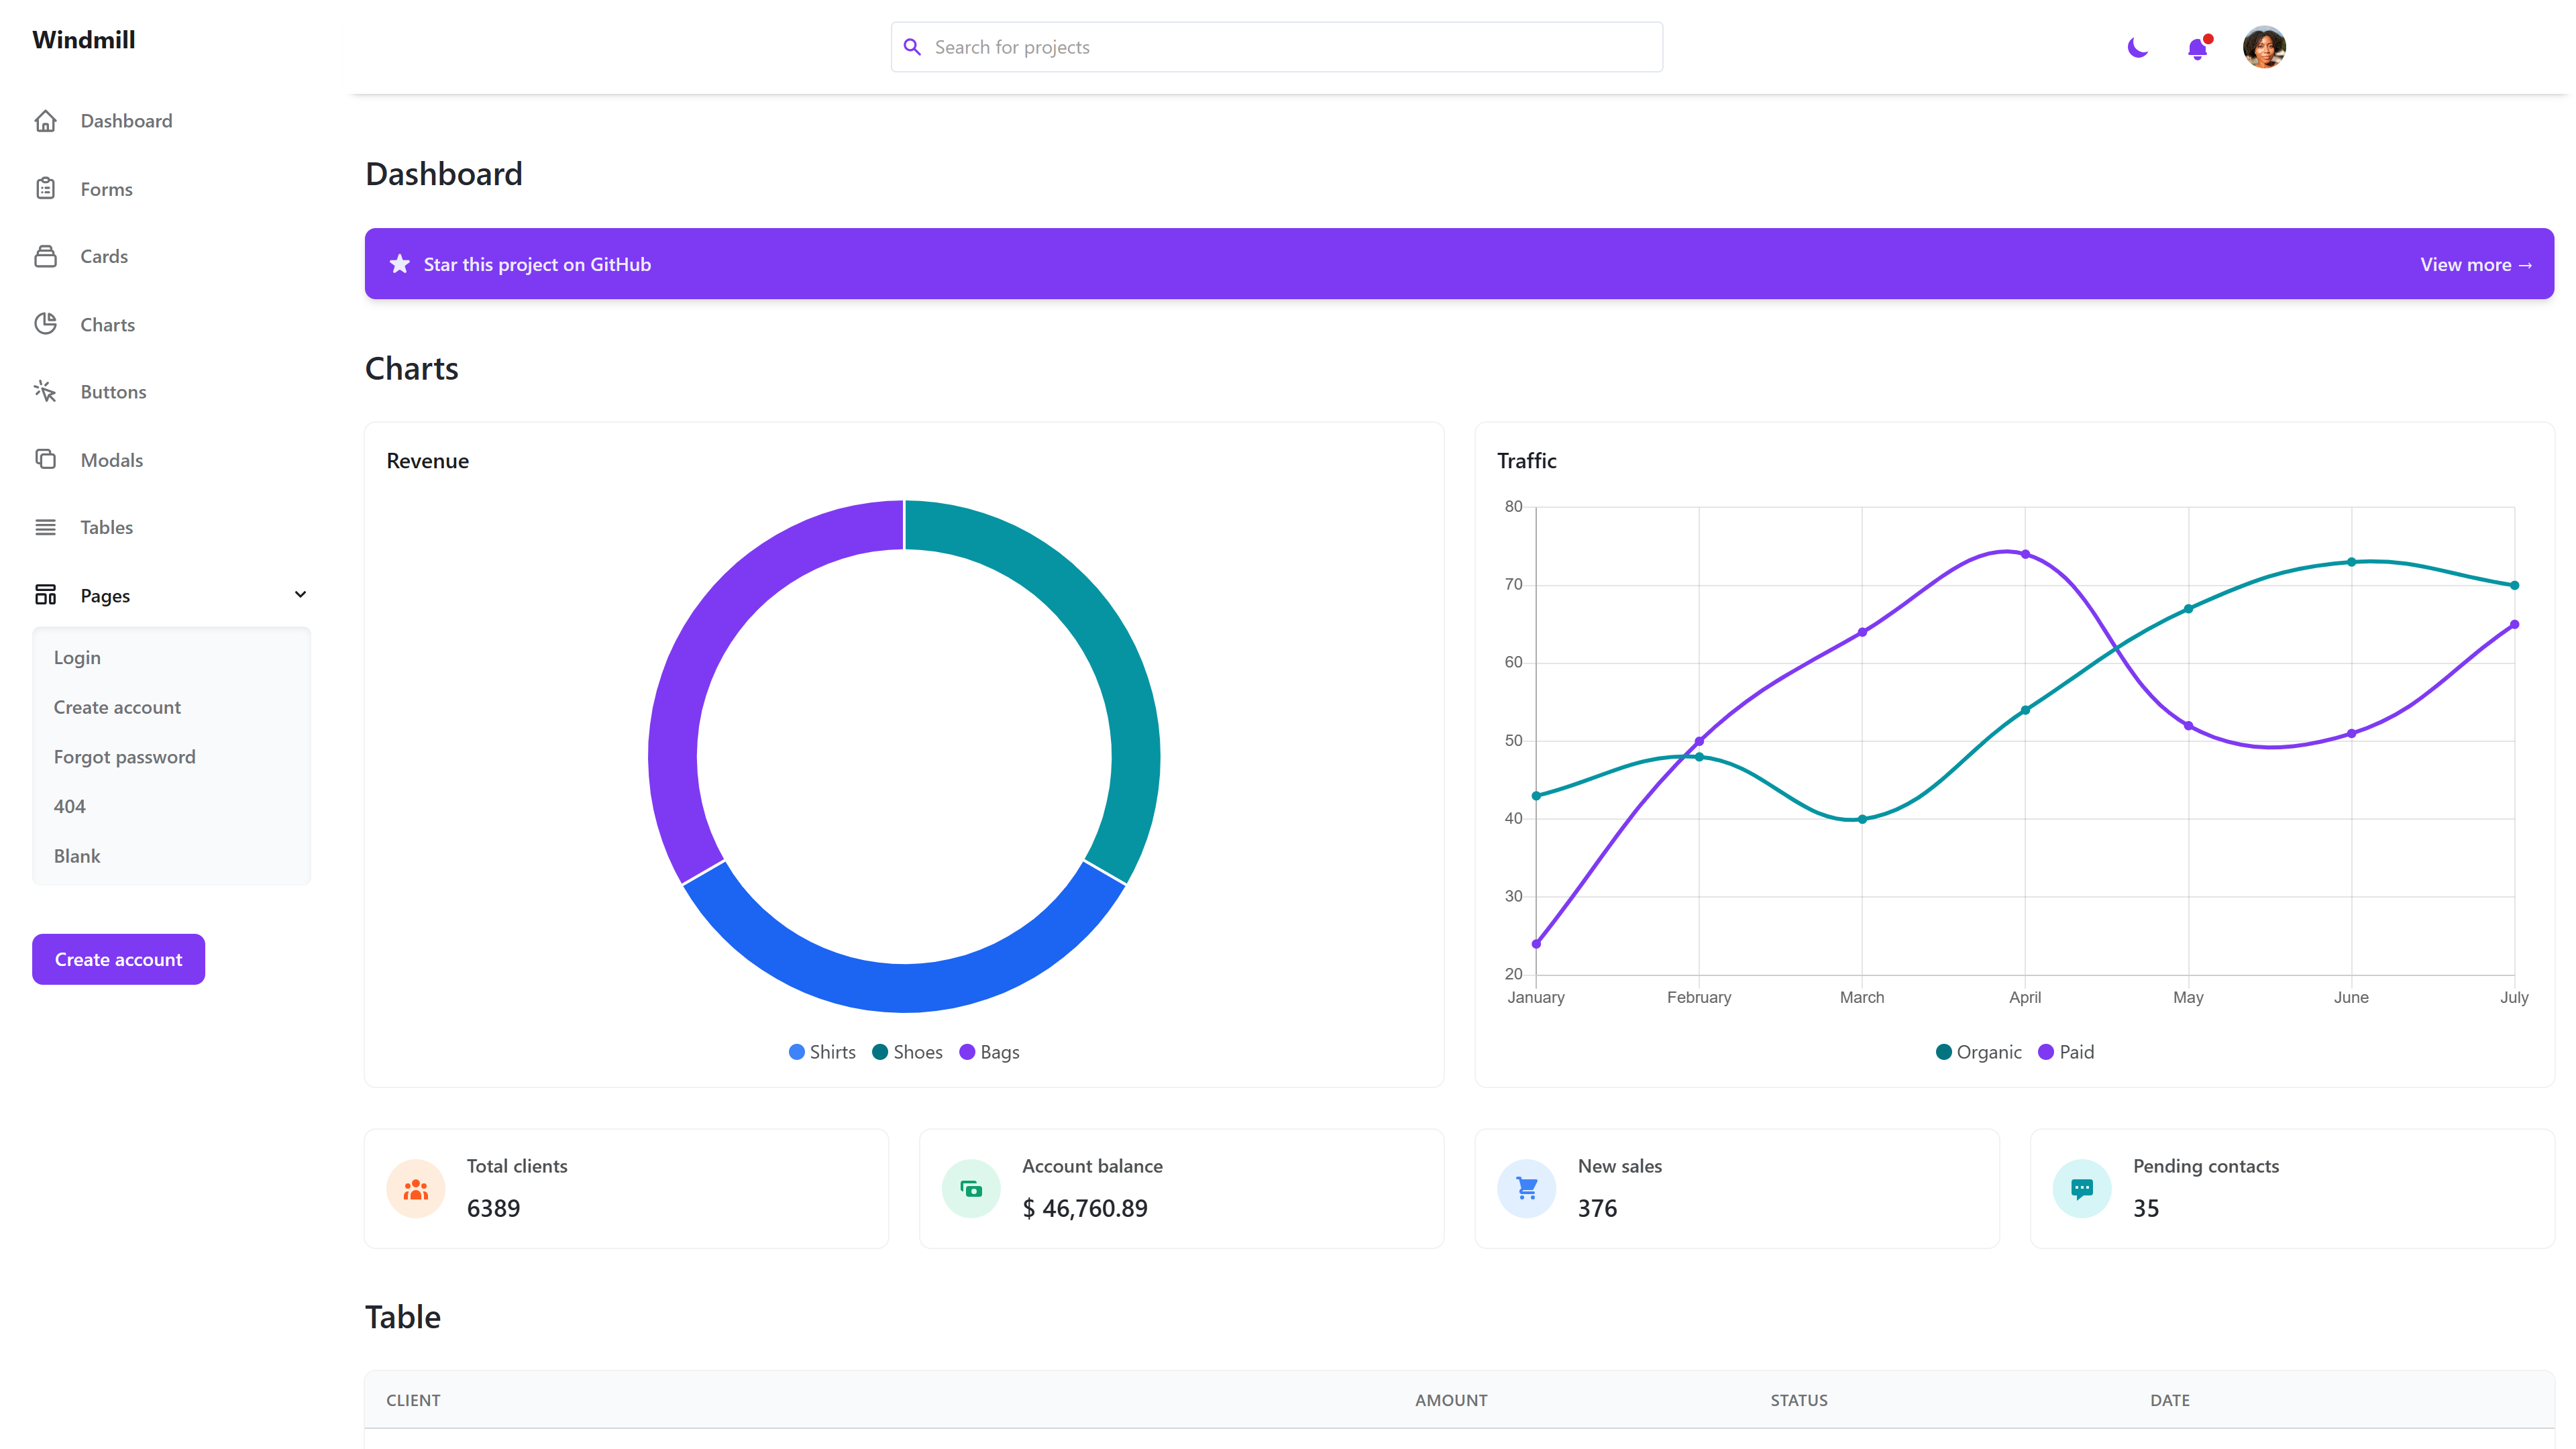 Windmill
Search for projects
Dashboard
Forms
Cards
Charts
Buttons
Modals
Tables
Pages
Login
Create account
Forgot password
404
Blank
Create account
Dashboard
Star this project on GitHub
View more →
Charts
Revenue
Shirts
Shoes
Bags
Traffic
80
70
60
50
40
30
20
January
February
March
April
May
June
July
Organic
Paid
Total clients
6389
Account balance
$ 46,760.89
New sales
376
Pending contacts
35
Table
CLIENT
AMOUNT
STATUS
DATE